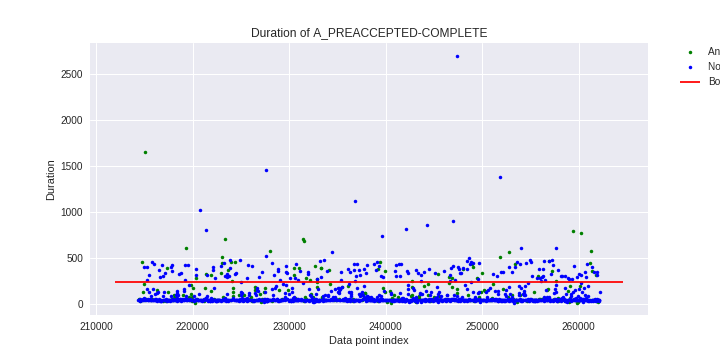 Duration of A_PREACCEPTED-COMPLETE
An
No
Bo
Duration
2500
2000
1500
1000
500
0
210000 220000 230000 240000 250000 260000
Data point index